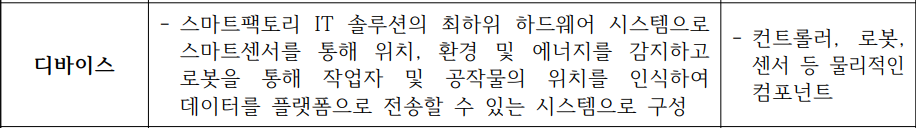 - 스마트팩토리 IT 솔루션의 최하위 하드웨어 시스템으로
스마트센서를 통해 위치, 환경 및 에너지를 감지하고
디바이스
로봇을 통해 작업자 및 공작물의 위치를 인식하여
데이터를 플랫폼으로 전송할 수 있는 시스템으로 구성
- 컨트롤러, 로봇,
센서 등 물리적인
컴포넌트